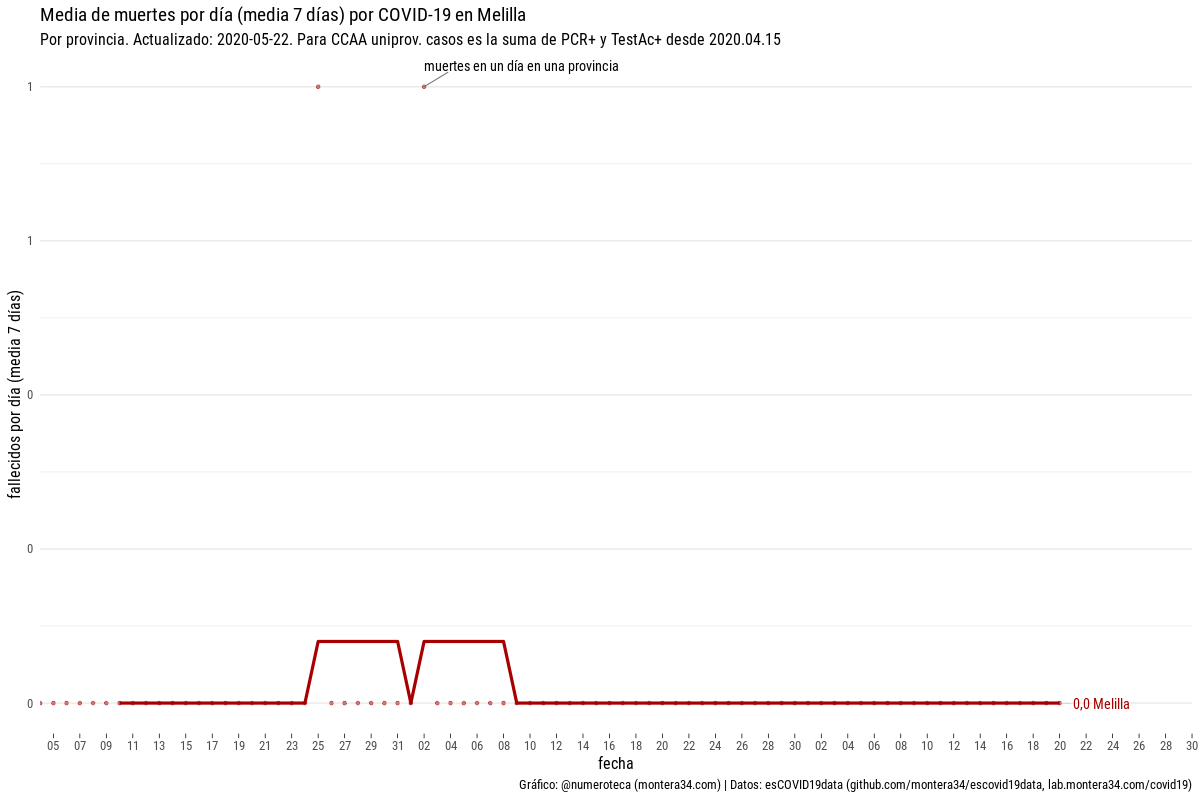 Media de muertes por día (media 7 días) por COVID-19 en Melilla
Por provincia. Actualizado: 2020-05-22. Para CCAA uniprov. casos es la suma de PCR+ y TestAc+ desde 2020.04.15
muertes en un día en una provincia
1
1
0
0
0
fallecidos por día (media 7 días)
0,0 Melilla
05 07 09 11 13 15 17 19 21 23 25 27 29 31 02 04 06 08 10 12 14 16 18 20 22 24 26 28 30 02 04 06 08 10 12 14 16 18 20 22 24 26 28 30
fecha
Gráfico: @numeroteca (montera34.com) | Datos: esCOVID19data (github.com/montera34/escovid19data, lab.montera34.com/covid19)